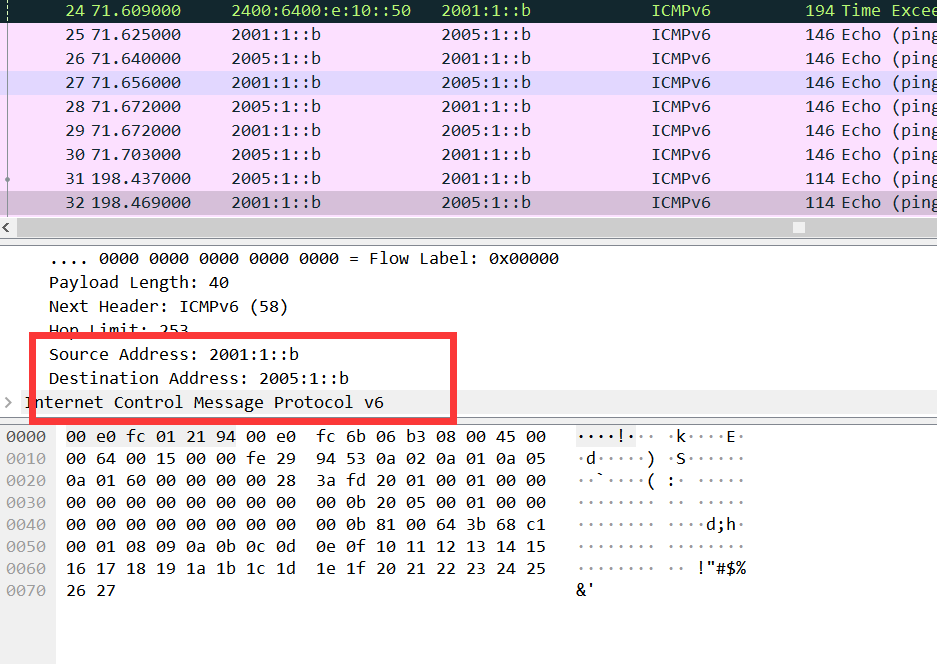 24 71.609000 2400:6400:e:10::50 2001:1::b ICMPv6 194 Time Excee
25 71.625000 2001:1::b 2005:1::b ICMPv6 146 Echo (ping
26 71.640000 2005:1::b 2001:1::b ICMPv6 146 Echo (ping
27 71.656000 2001:1::b 2005:1::b ICMPv6 146 Echo (ping
28 71.672000 2005:1::b 2001:1::b ICMPv6 146 Echo (ping
29 71.672000 2001:1::b 2005:1::b ICMPv6 146 Echo (ping
30 71.703000 2005:1::b 2001:1::b ICMPv6 146 Echo (ping
31 198.437000 2005:1::b 2001:1::b ICMPv6 114 Echo (ping
32 198.469000 2001:1::b 2005:1::b ICMPv6 114 Echo (ping
.... 0000 0000 0000 0000 0000 = Flow Label: 0x00000
Payload Length: 40
Next Header: ICMPv6 (58)
Hop Limit: 253
Source Address: 2001:1::b
Destination Address: 2005:1::b
Internet Control Message Protocol v6
0000 00 e0 fc 01 21 94 00 e0 fc 6b 06 b3 08 00 45 00 ····!··· ·k····E·
0010 00 64 00 15 00 00 fe 29 94 53 0a 02 0a 01 0a 05 ·d·····) ·S······
0020 0a 01 60 00 00 00 00 28 3a fd 20 01 00 01 00 00 ··`····( :· ·····
0030 00 00 00 00 00 00 00 00 00 0b 20 05 00 01 00 00 ········ ·· ·····
0040 00 00 00 00 00 00 00 00 00 0b 81 00 64 3b 68 c1 ········ ····d;h·
0050 00 01 08 09 0a 0b 0c 0d 0e 0f 10 11 12 13 14 15 ········ ········
0060 16 17 18 19 1a 1b 1c 1d 1e 1f 20 21 22 23 24 25 ········ ·· !"#$%
0070 26 27 &'